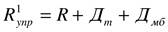 R¹упр = R + Дт + Дмб